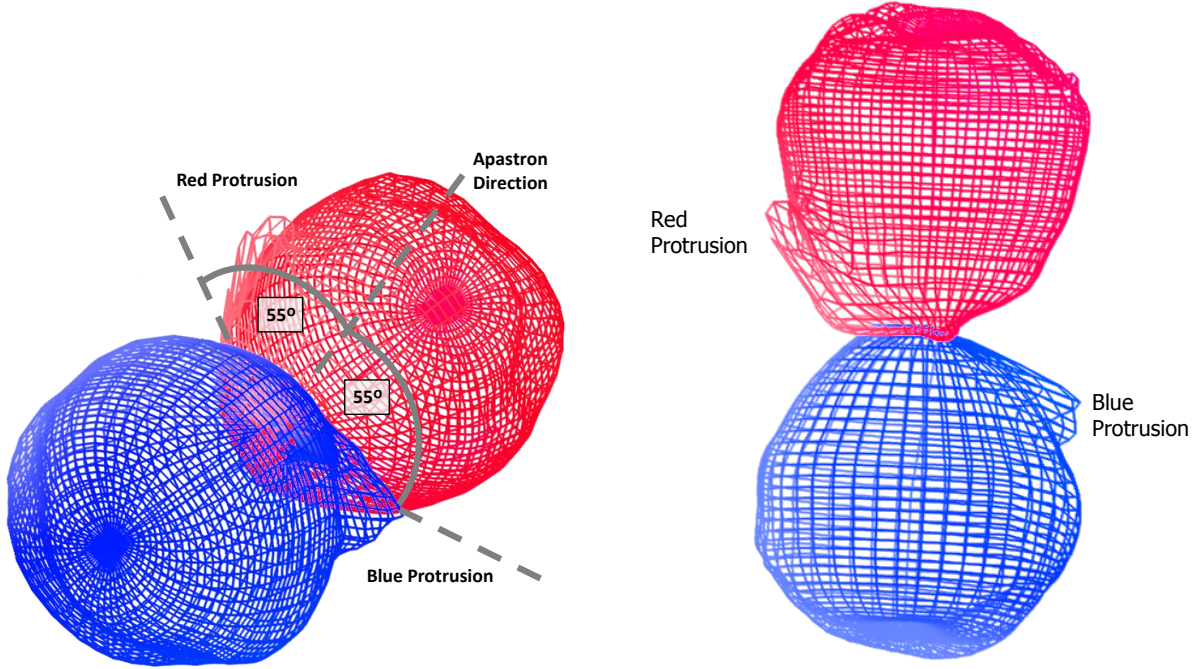 Red Protrusion
Apastron
Direction
55º
55º
Blue Protrusion
Red
Protrusion
Blue
Protrusion